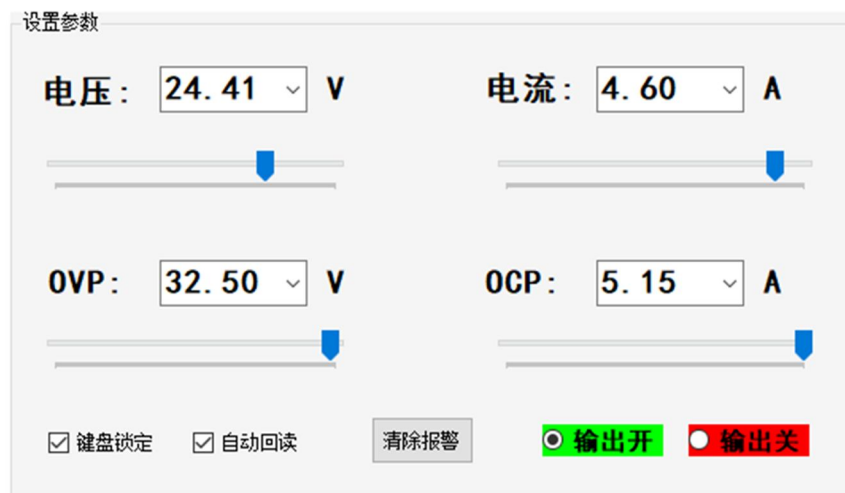 设置参数
电压: 24.41 V 电流: 4.60 A
OVP: 32.50 V OCP: 5.15 A
键盘锁定 自动回读 清除报警 输出开 输出关